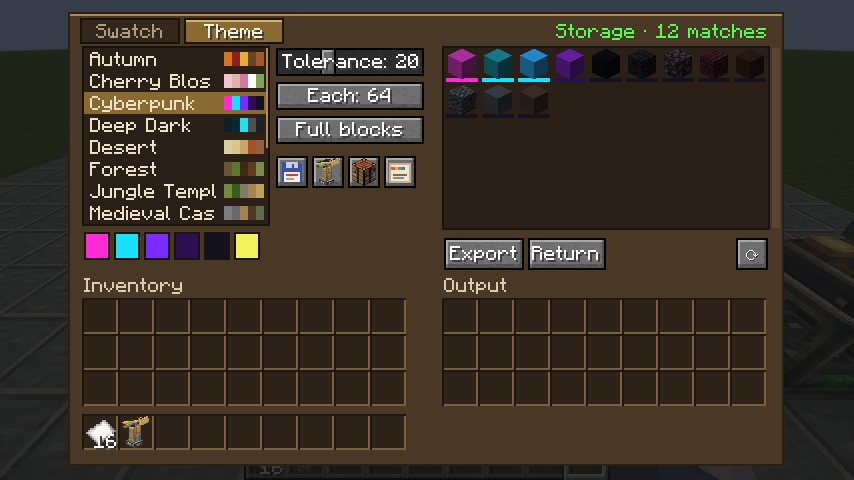 Swatch
Theme
Storage · 12 matches
Autumn
Cherry Blos
Cyberpunk
Deep Dark
Desert
Forest
Jungle Templ
Medieval Cas
Tolerance: 20
Each: 64
Full blocks
Export
Return
Inventory
Output
16
16